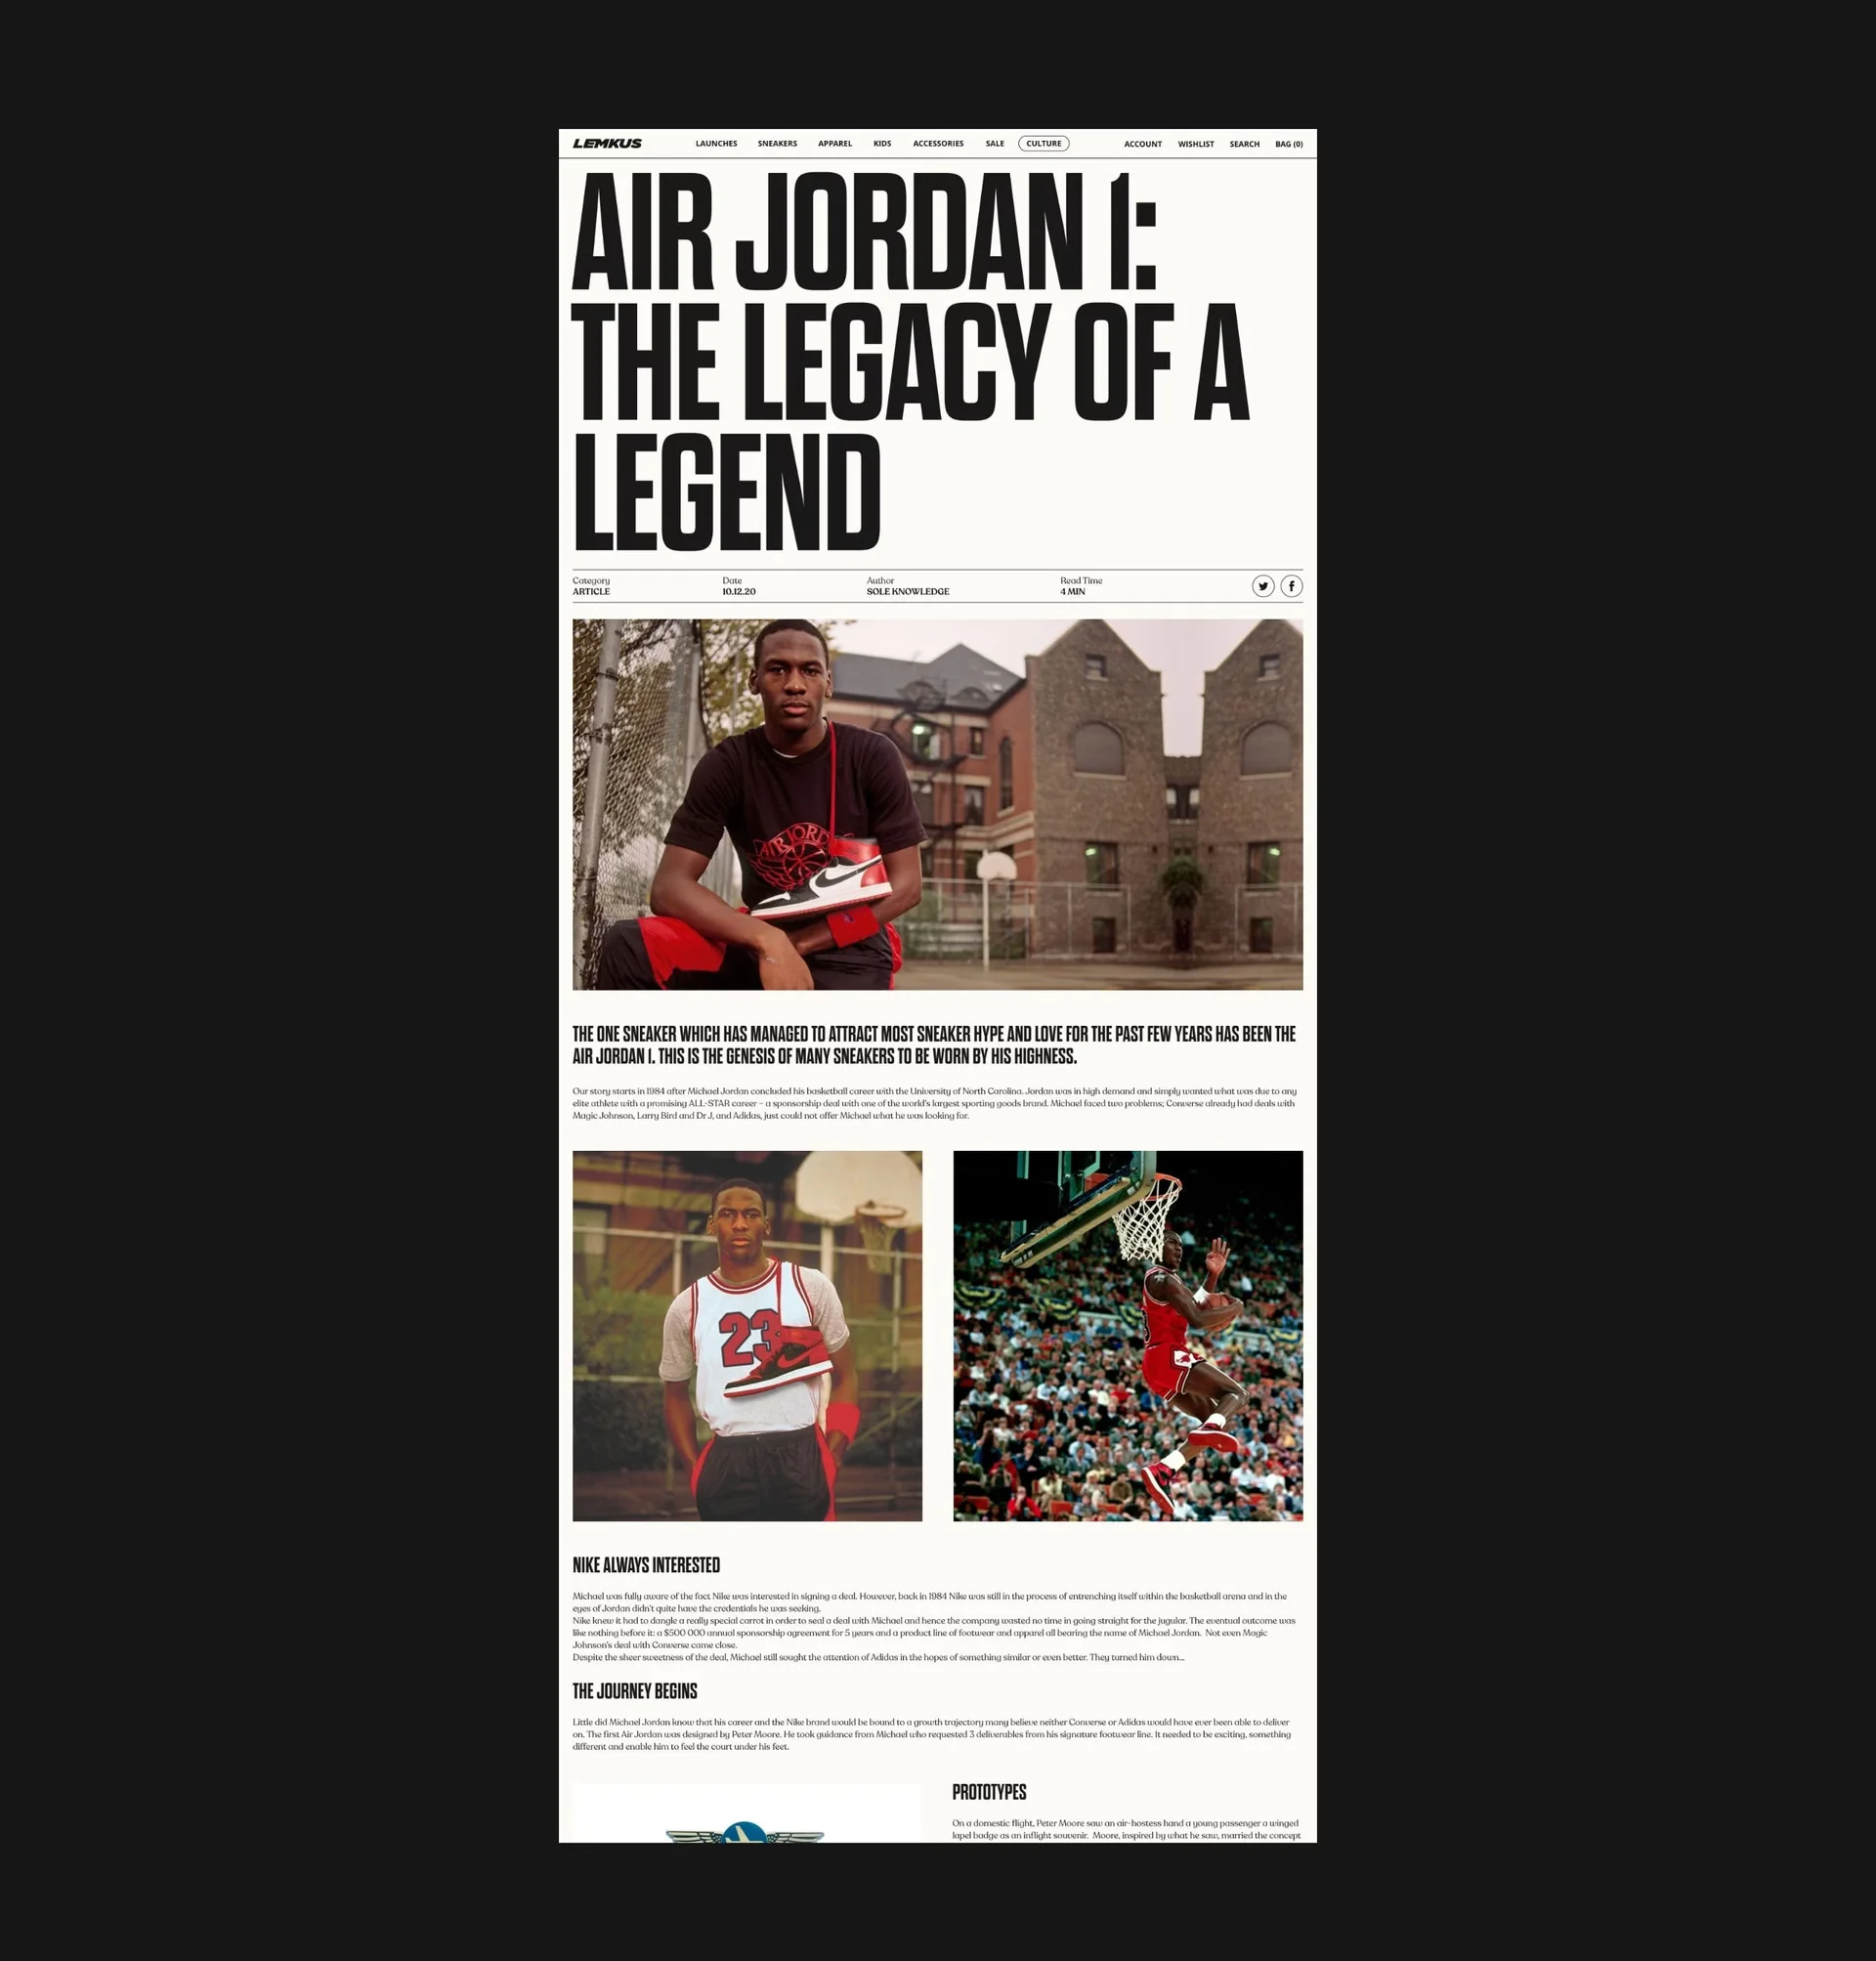 LEMKUS
LAUNCHES SNEAKERS APPAREL KIDS ACCESSORIES SALE CULTURE ACCOUNT WISHLIST SEARCH BAG (0)
AIR JORDAN 1:
THE LEGACY OF A
LEGEND
Category Date Author Read Time
ARTICLE 10.12.20 SOLE KNOWLEDGE 4 MIN
AIR JORD
THE ONE SNEAKER WHICH HAS MANAGED TO ATTRACT MOST SNEAKER HYPE AND LOVE FOR THE PAST FEW YEARS HAS BEEN THE
AIR JORDAN 1. THIS IS THE GENESIS OF MANY SNEAKERS TO BE WORN BY HIS HIGHNESS.
Our story starts in 1984 after Michael Jordan concluded his basketball career with the University of North Carolina. Jordan was in high demand and simply wanted what was due to any
elite athlete with a promising ALL-STAR career – a sponsorship deal with one of the world's largest sporting goods brand. Michael faced two problems; Converse already had deals with
Magic Johnson, Larry Bird and Dr J, and Adidas, just could not offer Michael what he was looking for.
23
NIKE ALWAYS INTERESTED
Michael was fully aware of the fact Nike was interested in signing a deal. However, back in 1984 Nike was still in the process of entrenching itself within the basketball arena and in the
eyes of Jordan didn't quite have the credentials he was seeking.
Nike knew it had to dangle a really special carrot in order to seal a deal with Michael and hence the company wasted no time in going straight for the jugular. The eventual outcome was
like nothing before it: a $500 000 annual sponsorship agreement for 5 years and a product line of footwear and apparel all bearing the name of Michael Jordan. Not even Magic
Johnson's deal with Converse came close.
Despite the sheer sweetness of the deal, Michael still sought the attention of Adidas in the hopes of something similar or even better. They turned him down...
THE JOURNEY BEGINS
Little did Michael Jordan know that his career and the Nike brand would be bound to a growth trajectory many believe neither Converse or Adidas would have ever been able to deliver
on. The first Air Jordan was designed by Peter Moore. He took guidance from Michael who requested 3 deliverables from his signature footwear line. It needed to be exciting, something
different and enable him to feel the court under his feet.
PROTOTYPES
On a domestic flight, Peter Moore saw an air-hostess hand a young passenger a winged
lapel badge as an inflight souvenir. Moore, inspired by what he saw, married the concept